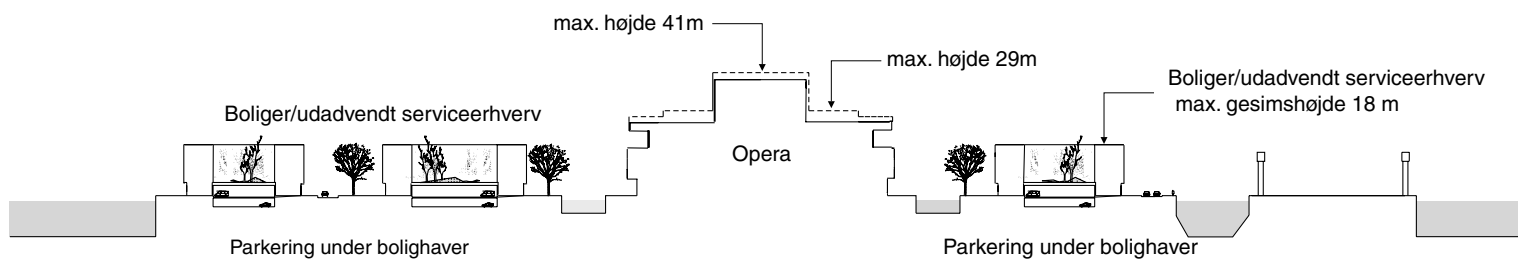 max. højde 41m
max. højde 29m
Boliger/udadvendt serviceerhverv
max. gesimshøjde 18 m
Boliger/udadvendt serviceerhverv
Opera
Parkering under bolighaver
Parkering under bolighaver